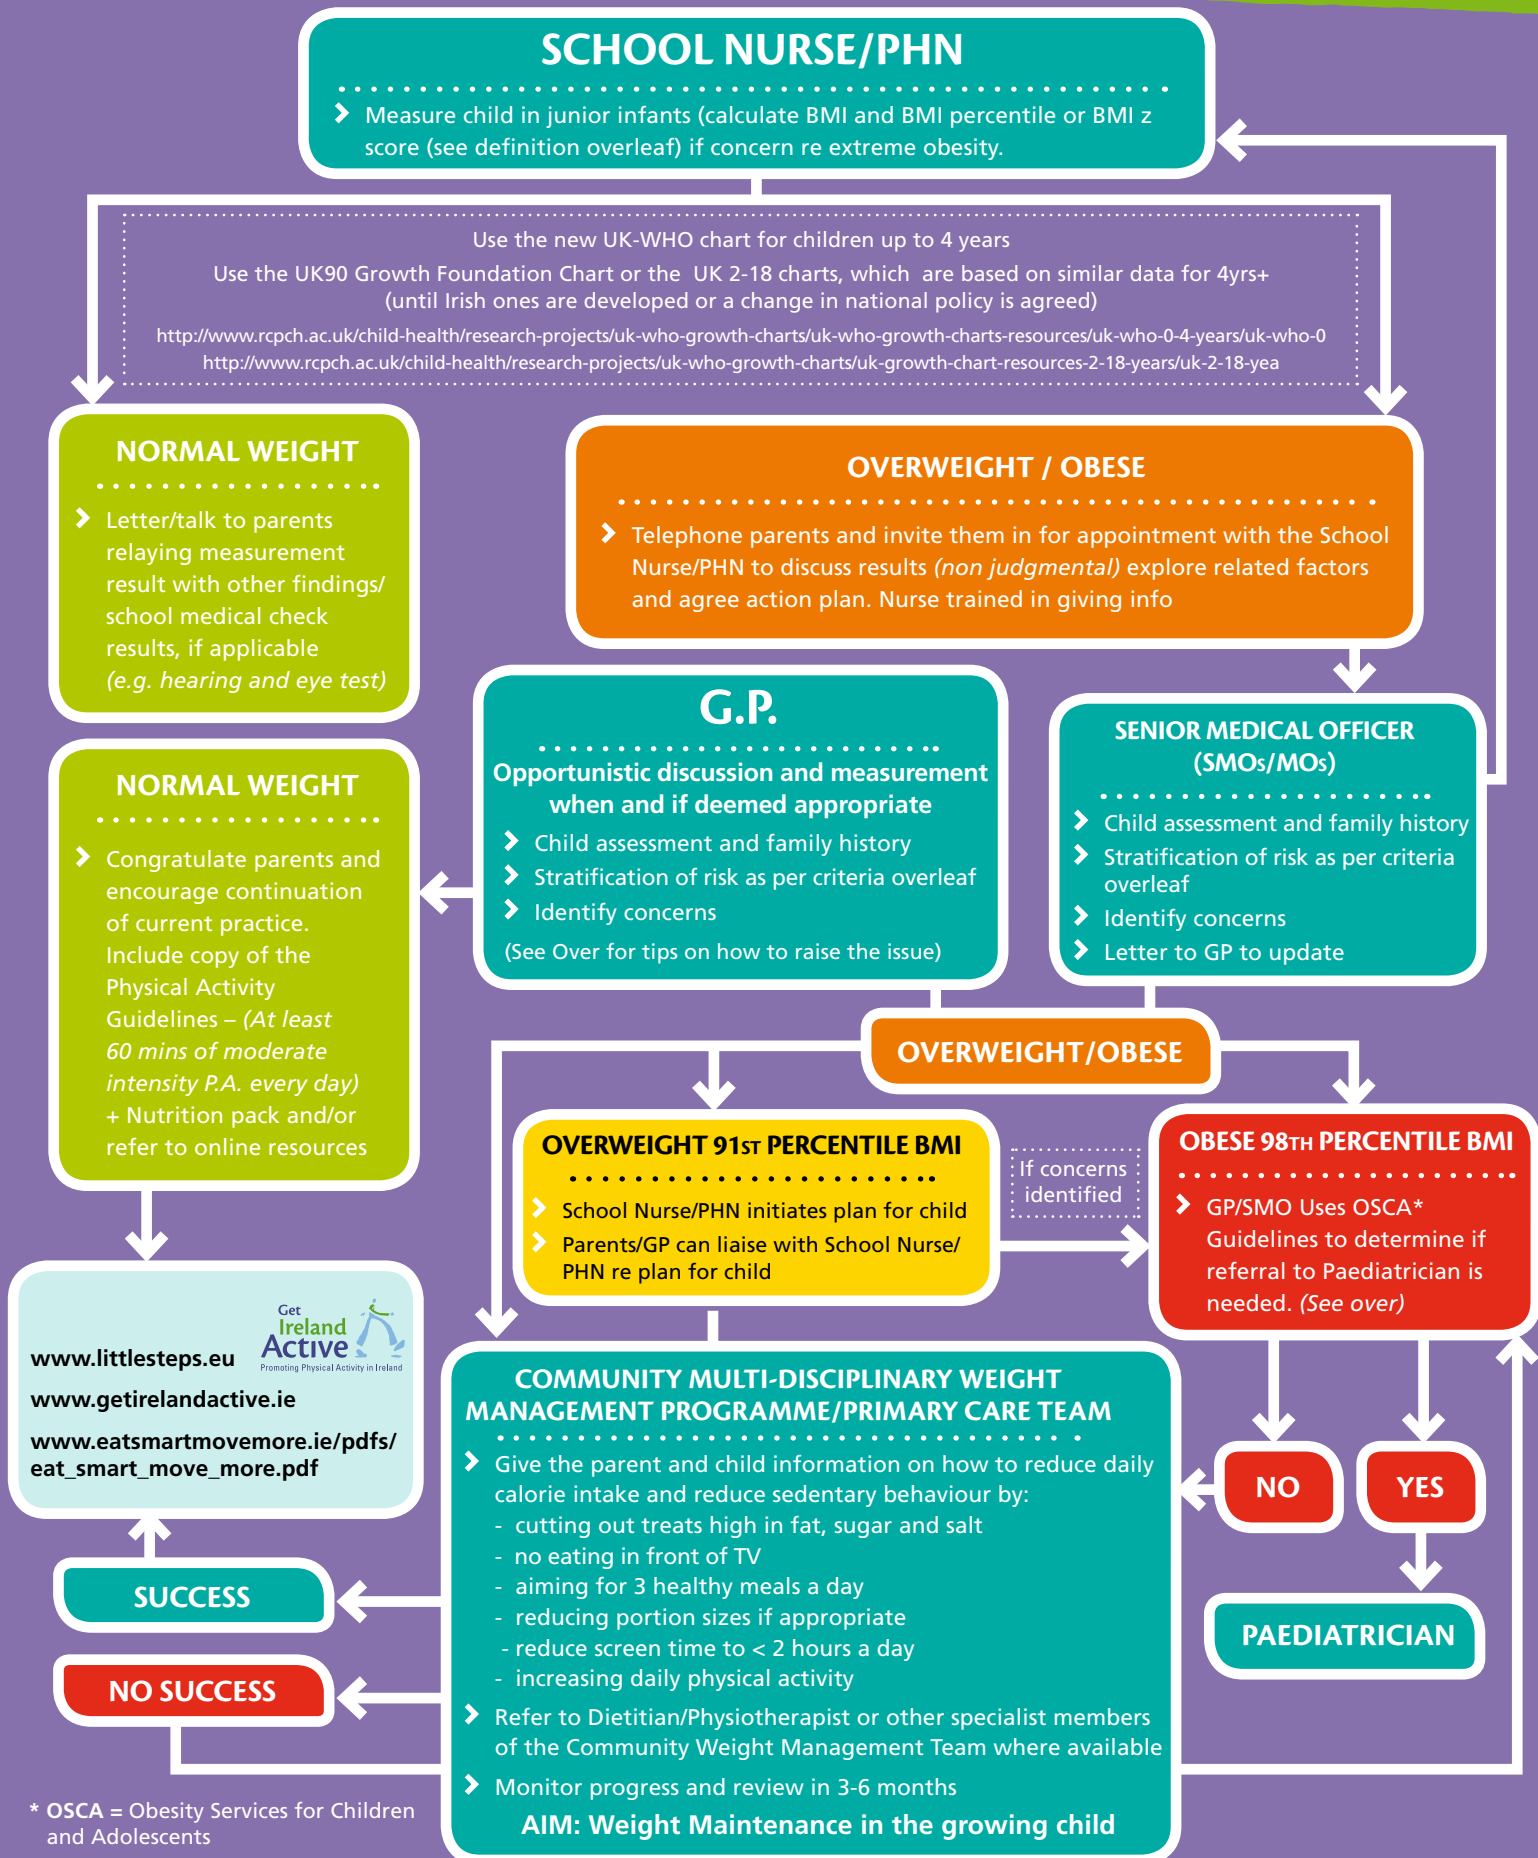 SCHOOL NURSE/PHN
Measure child in junior infants (calculate BMI and BMI percentile or BMI z
score (see definition overleaf) if concern re extreme obesity.
Use the new UK-WHO chart for children up to 4 years
Use the UK90 Growth Foundation Chart or the UK 2-18 charts, which are based on similar data for 4yrs+
(until Irish ones are developed or a change in national policy is agreed)
http://www.rcpch.ac.uk/child-health/research-projects/uk-who-growth-charts/uk-who-growth-charts-resources/uk-who-0-4-years/uk-who-0
http://www.rcpch.ac.uk/child-health/research-projects/uk-who-growth-charts/uk-growth-chart-resources-2-18-years/uk-2-18-yea
NORMAL WEIGHT
Letter/talk to parents
relaying measurement
result with other findings/
school medical check
results, if applicable
(e.g. hearing and eye test)
OVERWEIGHT / OBESE
Telephone parents and invite them in for appointment with the School
Nurse/PHN to discuss results (non judgmental) explore related factors
and agree action plan. Nurse trained in giving info
G.P.
Opportunistic discussion and measurement
when and if deemed appropriate
Child assessment and family history
Stratification of risk as per criteria overleaf
Identify concerns
(See Over for tips on how to raise the issue)
SENIOR MEDICAL OFFICER
(SMOs/MOs)
Child assessment and family history
Stratification of risk as per criteria
overleaf
Identify concerns
Letter to GP to update
NORMAL WEIGHT
Congratulate parents and
encourage continuation
of current practice.
Include copy of the
Physical Activity
Guidelines – (At least
60 mins of moderate
intensity P.A. every day)
+ Nutrition pack and/or
refer to online resources
OVERWEIGHT/OBESE
OVERWEIGHT 91ST PERCENTILE BMI
School Nurse/PHN initiates plan for child
Parents/GP can liaise with School Nurse/
PHN re plan for child
If concerns
identified
OBESE 98TH PERCENTILE BMI
GP/SMO Uses OSCA*
Guidelines to determine if
referral to Paediatrician is
needed. (See over)
Get
Ireland
Active
Promoting Physical Activity in Ireland
www.littlesteps.eu
www.getirelandactive.ie
www.eatsmartmovemore.ie/pdfs/
eat_smart_move_more.pdf
COMMUNITY MULTI-DISCIPLINARY WEIGHT
MANAGEMENT PROGRAMME/PRIMARY CARE TEAM
Give the parent and child information on how to reduce daily
calorie intake and reduce sedentary behaviour by:
- cutting out treats high in fat, sugar and salt
- no eating in front of TV
- aiming for 3 healthy meals a day
- reducing portion sizes if appropriate
- reduce screen time to < 2 hours a day
- increasing daily physical activity
Refer to Dietitian/Physiotherapist or other specialist members
of the Community Weight Management Team where available
Monitor progress and review in 3-6 months
AIM: Weight Maintenance in the growing child
NO
YES
PAEDIATRICIAN
SUCCESS
NO SUCCESS
* OSCA = Obesity Services for Children
and Adolescents